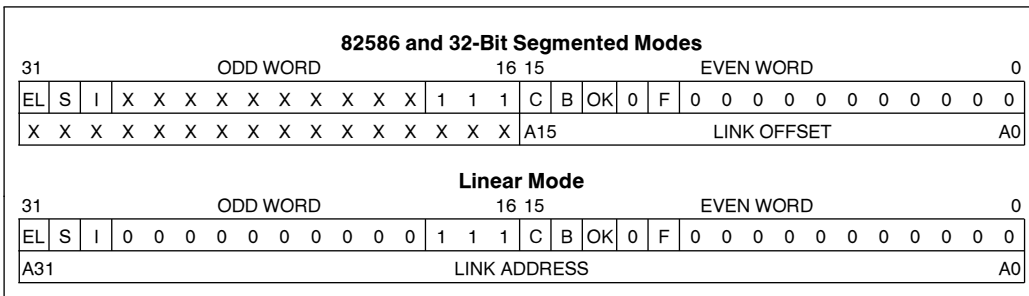 82586 and 32-Bit Segmented Modes
31 ODD WORD 16 15 EVEN WORD 0
EL S I X X X X X X X X X X 1 1 1 C B OK 0 F 0 0 0 0 0 0 0 0 0 0 0
X X X X X X X X X X X X X X X X A15 LINK OFFSET A0
Linear Mode
31 ODD WORD 16 15 EVEN WORD 0
EL S I 0 0 0 0 0 0 0 0 0 0 1 1 1 C B OK 0 F 0 0 0 0 0 0 0 0 0 0 0
A31 LINK ADDRESS A0